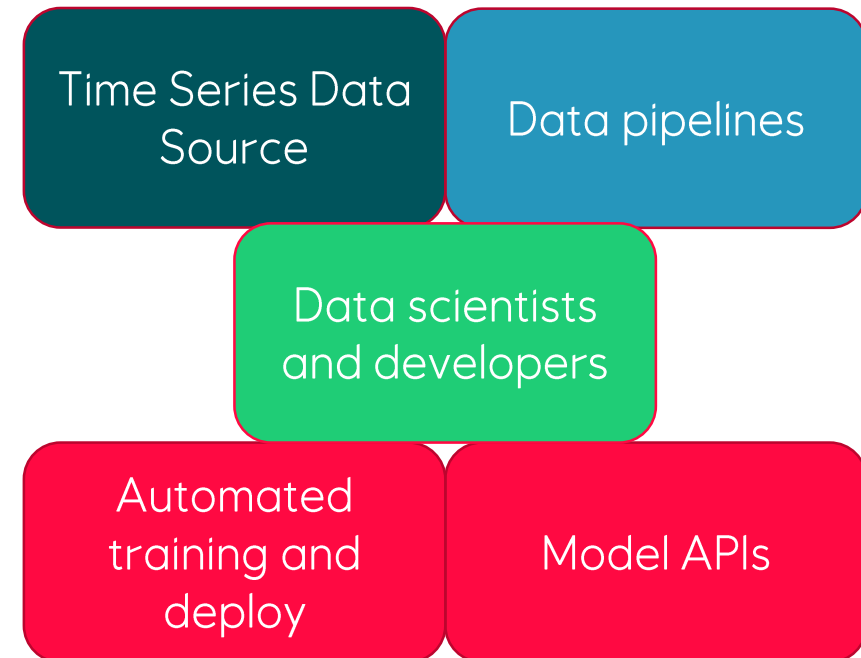 Time Series Data
Source
Data pipelines
Data scientists
and developers
Automated
training and
deploy
Model APIs